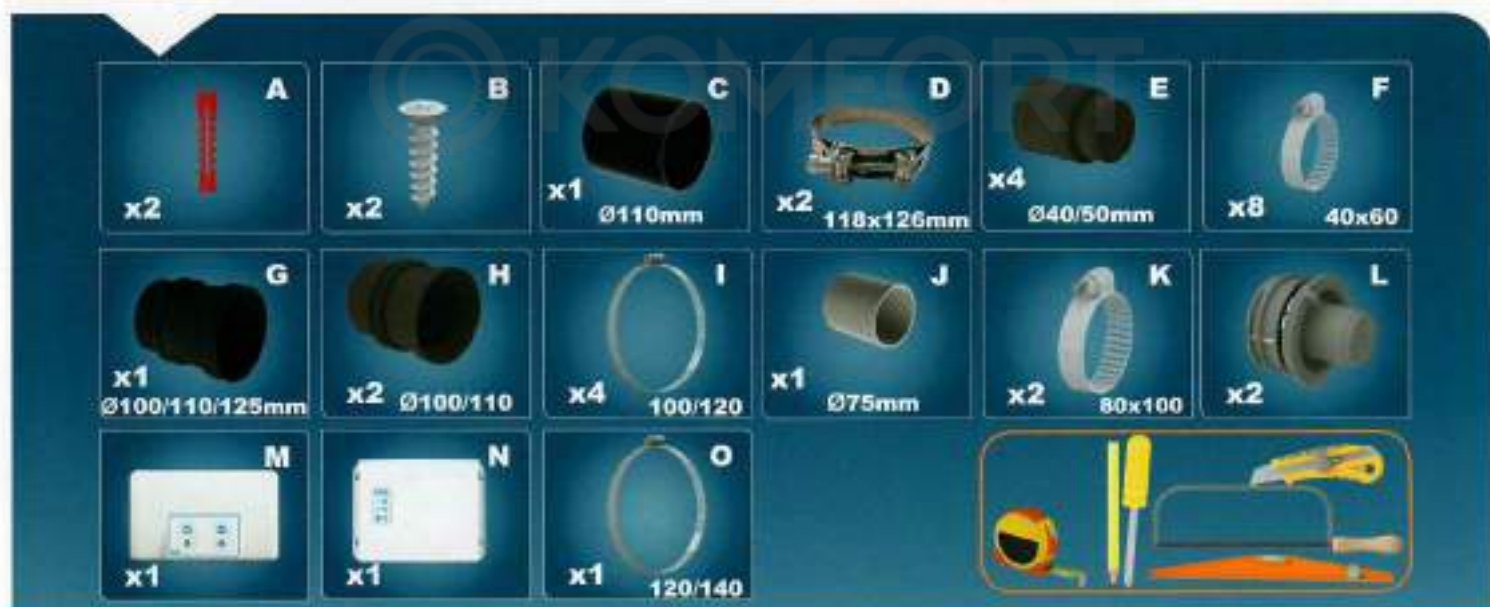 © KOMFORT
A
x2
B
x2
C
x1
Ø110mm
D
x2
118x126mm
E
x4
Ø40/50mm
F
x8
40x60
G
x1
Ø100/110/125mm
H
x2
Ø100/110
I
x4
100/120
J
x1
Ø75mm
K
x2
80x100
L
x2
M
x1
N
x1
O
x1
120/140